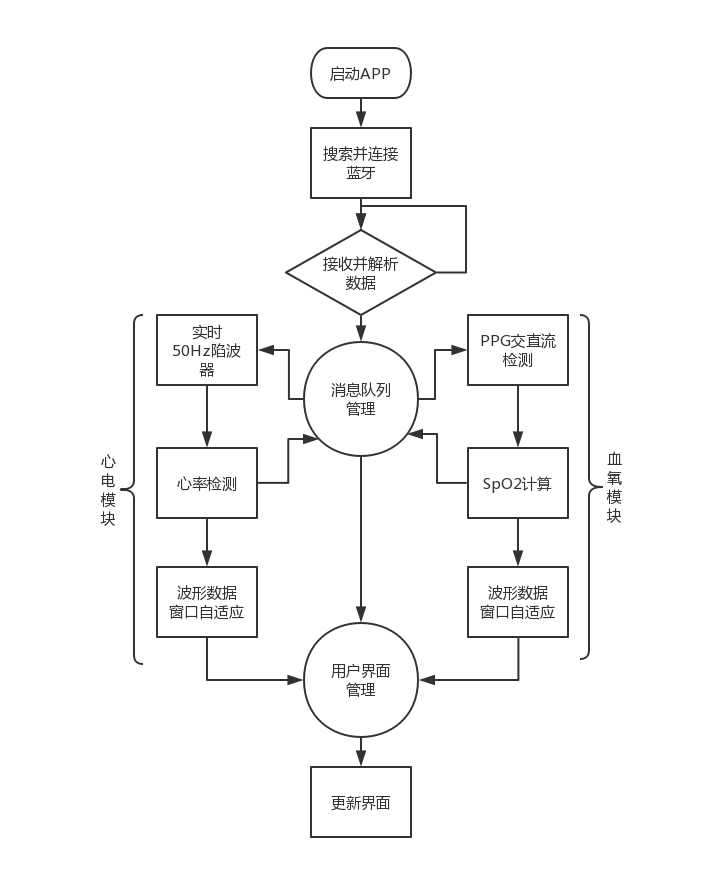 启动APP
搜索并连接
蓝牙
接收并解析
数据
实时
50Hz陷波
器
PPG交直流
检测
消息队列
管理
心率检测
SpO2计算
心
电
模
块
血
氧
模
块
波形数据
窗口自适应
波形数据
窗口自适应
用户界面
管理
更新界面